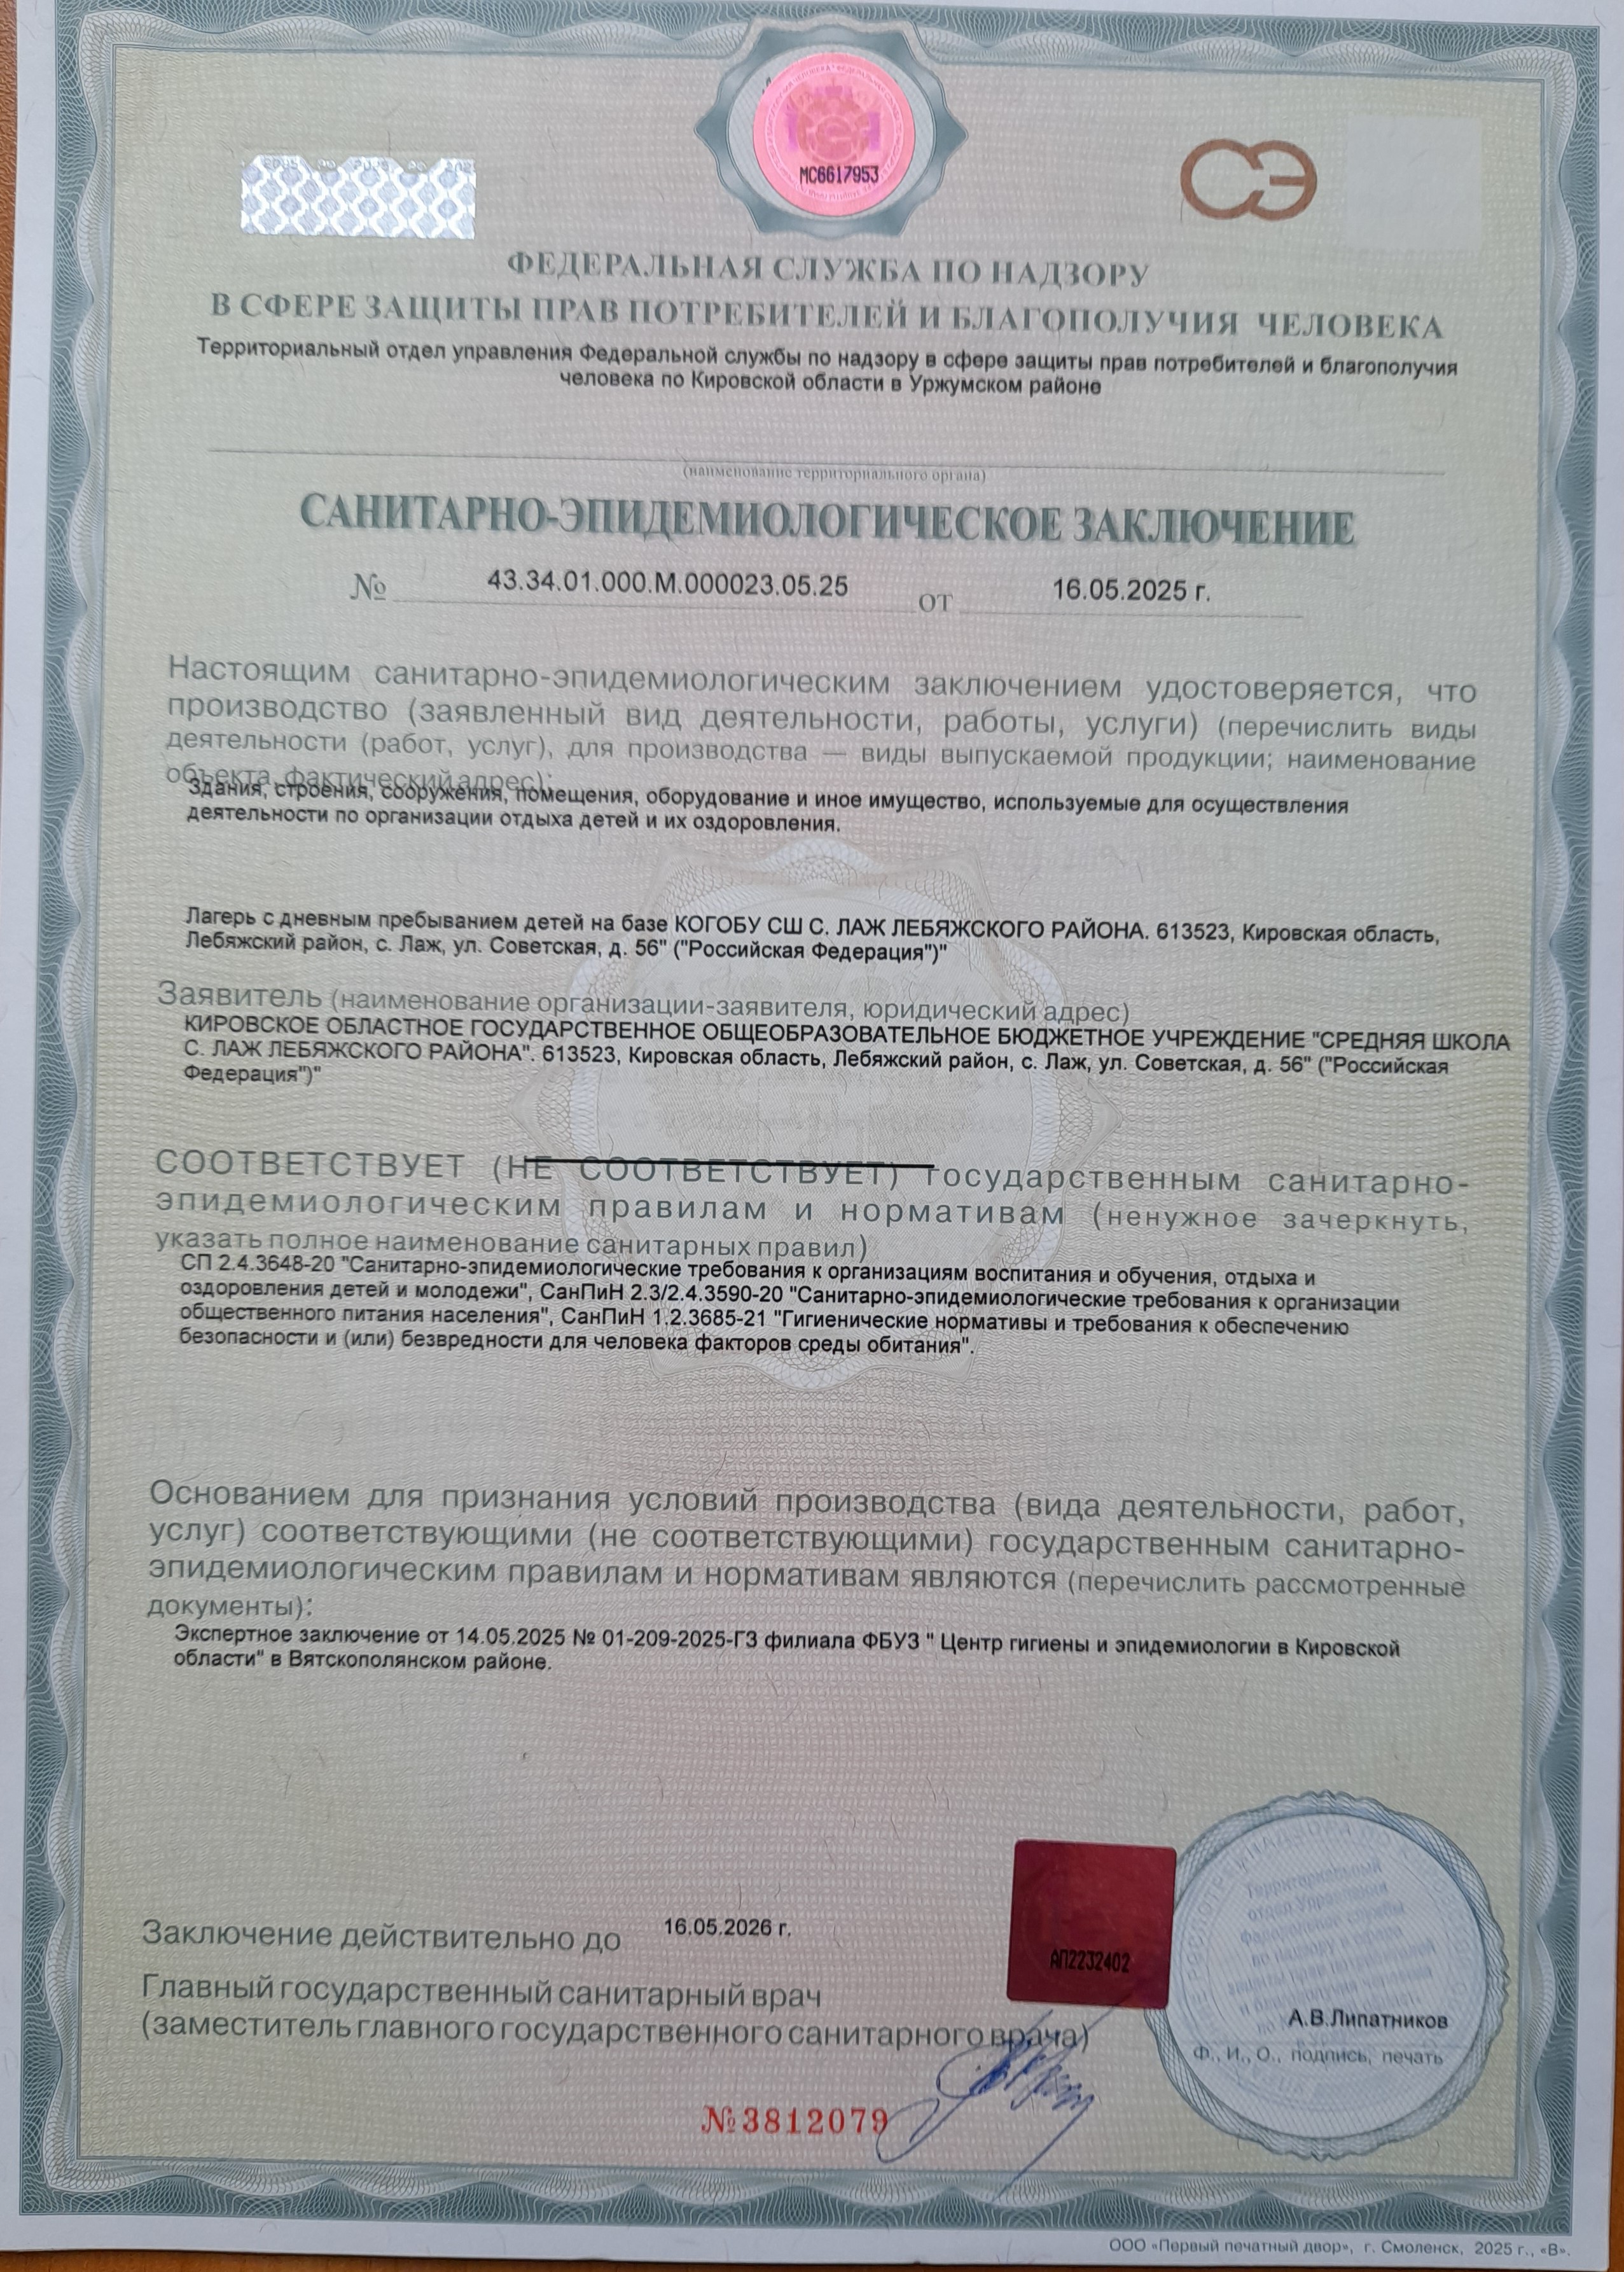 МС6617953
СЭ
ФЕДЕРАЛЬНАЯ СЛУЖБА ПО НАДЗОРУ
В СФЕРЕ ЗАЩИТЫ ПРАВ ПОТРЕБИТЕЛЕЙ И БЛАГОПОЛУЧИЯ ЧЕЛОВЕКА
Территориальный отдел управления Федеральной службы по надзору в сфере защиты прав потребителей и благополучия
человека по Кировской области в Уржумском районе
(наименование территориального органа)
САНИТАРНО-ЭПИДЕМИОЛОГИЧЕСКОЕ ЗАКЛЮЧЕНИЕ
№ 43.34.01.000.М.000023.05.25 от 16.05.2025 г.
Настоящим санитарно-эпидемиологическим заключением удостоверяется, что
производство (заявленный вид деятельности, работы, услуги) (перечислить виды
деятельности (работ, услуг), для производства — виды выпускаемой продукции; наименование
объекта, фактический адрес):
Здания, строения, сооружения, помещения, оборудование и иное имущество, используемые для осуществления
деятельности по организации отдыха детей и их оздоровления.
Лагерь с дневным пребыванием детей на базе КОГОБУ СШ С. ЛАЖ ЛЕБЯЖСКОГО РАЙОНА. 613523, Кировская область,
Лебяжский район, с. Лаж, ул. Советская, д. 56" ("Российская Федерация")"
Заявитель (наименование организации-заявителя, юридический адрес)
КИРОВСКОЕ ОБЛАСТНОЕ ГОСУДАРСТВЕННОЕ ОБЩЕОБРАЗОВАТЕЛЬНОЕ БЮДЖЕТНОЕ УЧРЕЖДЕНИЕ "СРЕДНЯЯ ШКОЛА
С. ЛАЖ ЛЕБЯЖСКОГО РАЙОНА". 613523, Кировская область, Лебяжский район, с. Лаж, ул. Советская, д. 56" ("Российская
Федерация")"
СООТВЕТСТВУЕТ (НЕ СООТВЕТСТВУЕТ) государственным санитарно-
эпидемиологическим правилам и нормативам (ненужное зачеркнуть,
указать полное наименование санитарных правил)
СП 2.4.3648-20 "Санитарно-эпидемиологические требования к организациям воспитания и обучения, отдыха и
оздоровления детей и молодежи", СанПиН 2.3/2.4.3590-20 "Санитарно-эпидемиологические требования к организации
общественного питания населения", СанПиН 1.2.3685-21 "Гигиенические нормативы и требования к обеспечению
безопасности и (или) безвредности для человека факторов среды обитания".
Основанием для признания условий производства (вида деятельности, работ,
услуг) соответствующими (не соответствующими) государственным санитарно-
эпидемиологическим правилам и нормативам являются (перечислить рассмотренные
документы):
Экспертное заключение от 14.05.2025 № 01-209-2025-ГЗ филиала ФБУЗ " Центр гигиены и эпидемиологии в Кировской
области" в Вятскополянском районе.
Заключение действительно до 16.05.2026 г.
АП2232402
Территориальный
отдел Управления
Федеральной службы
по надзору в сфере
Главный государственный санитарный врач
(заместитель главного государственного санитарного врача)
А.В.Липатников
Ф., И., О., подпись, печать
№3812079
ООО «Первый печатный двор», г. Смоленск, 2025 г., «В».